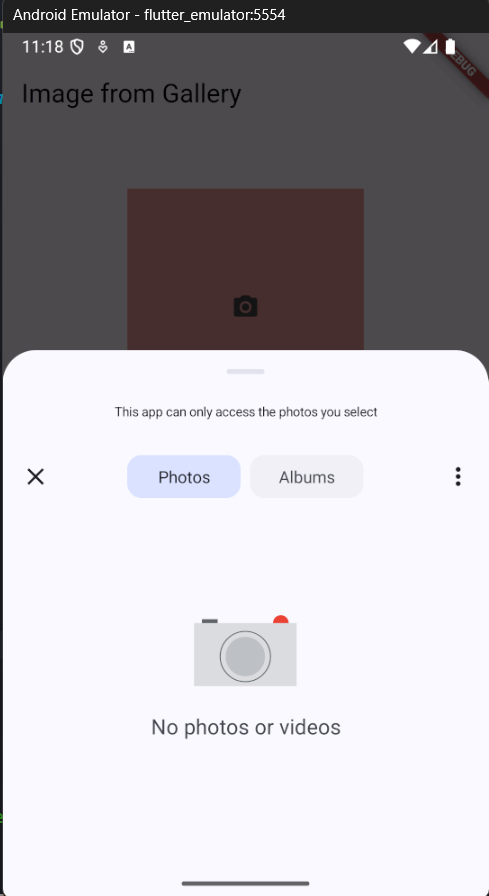 Android Emulator - flutter_emulator:5554
11:18
Image from Gallery
This app can only access the photos you select
Photos
Albums
No photos or videos